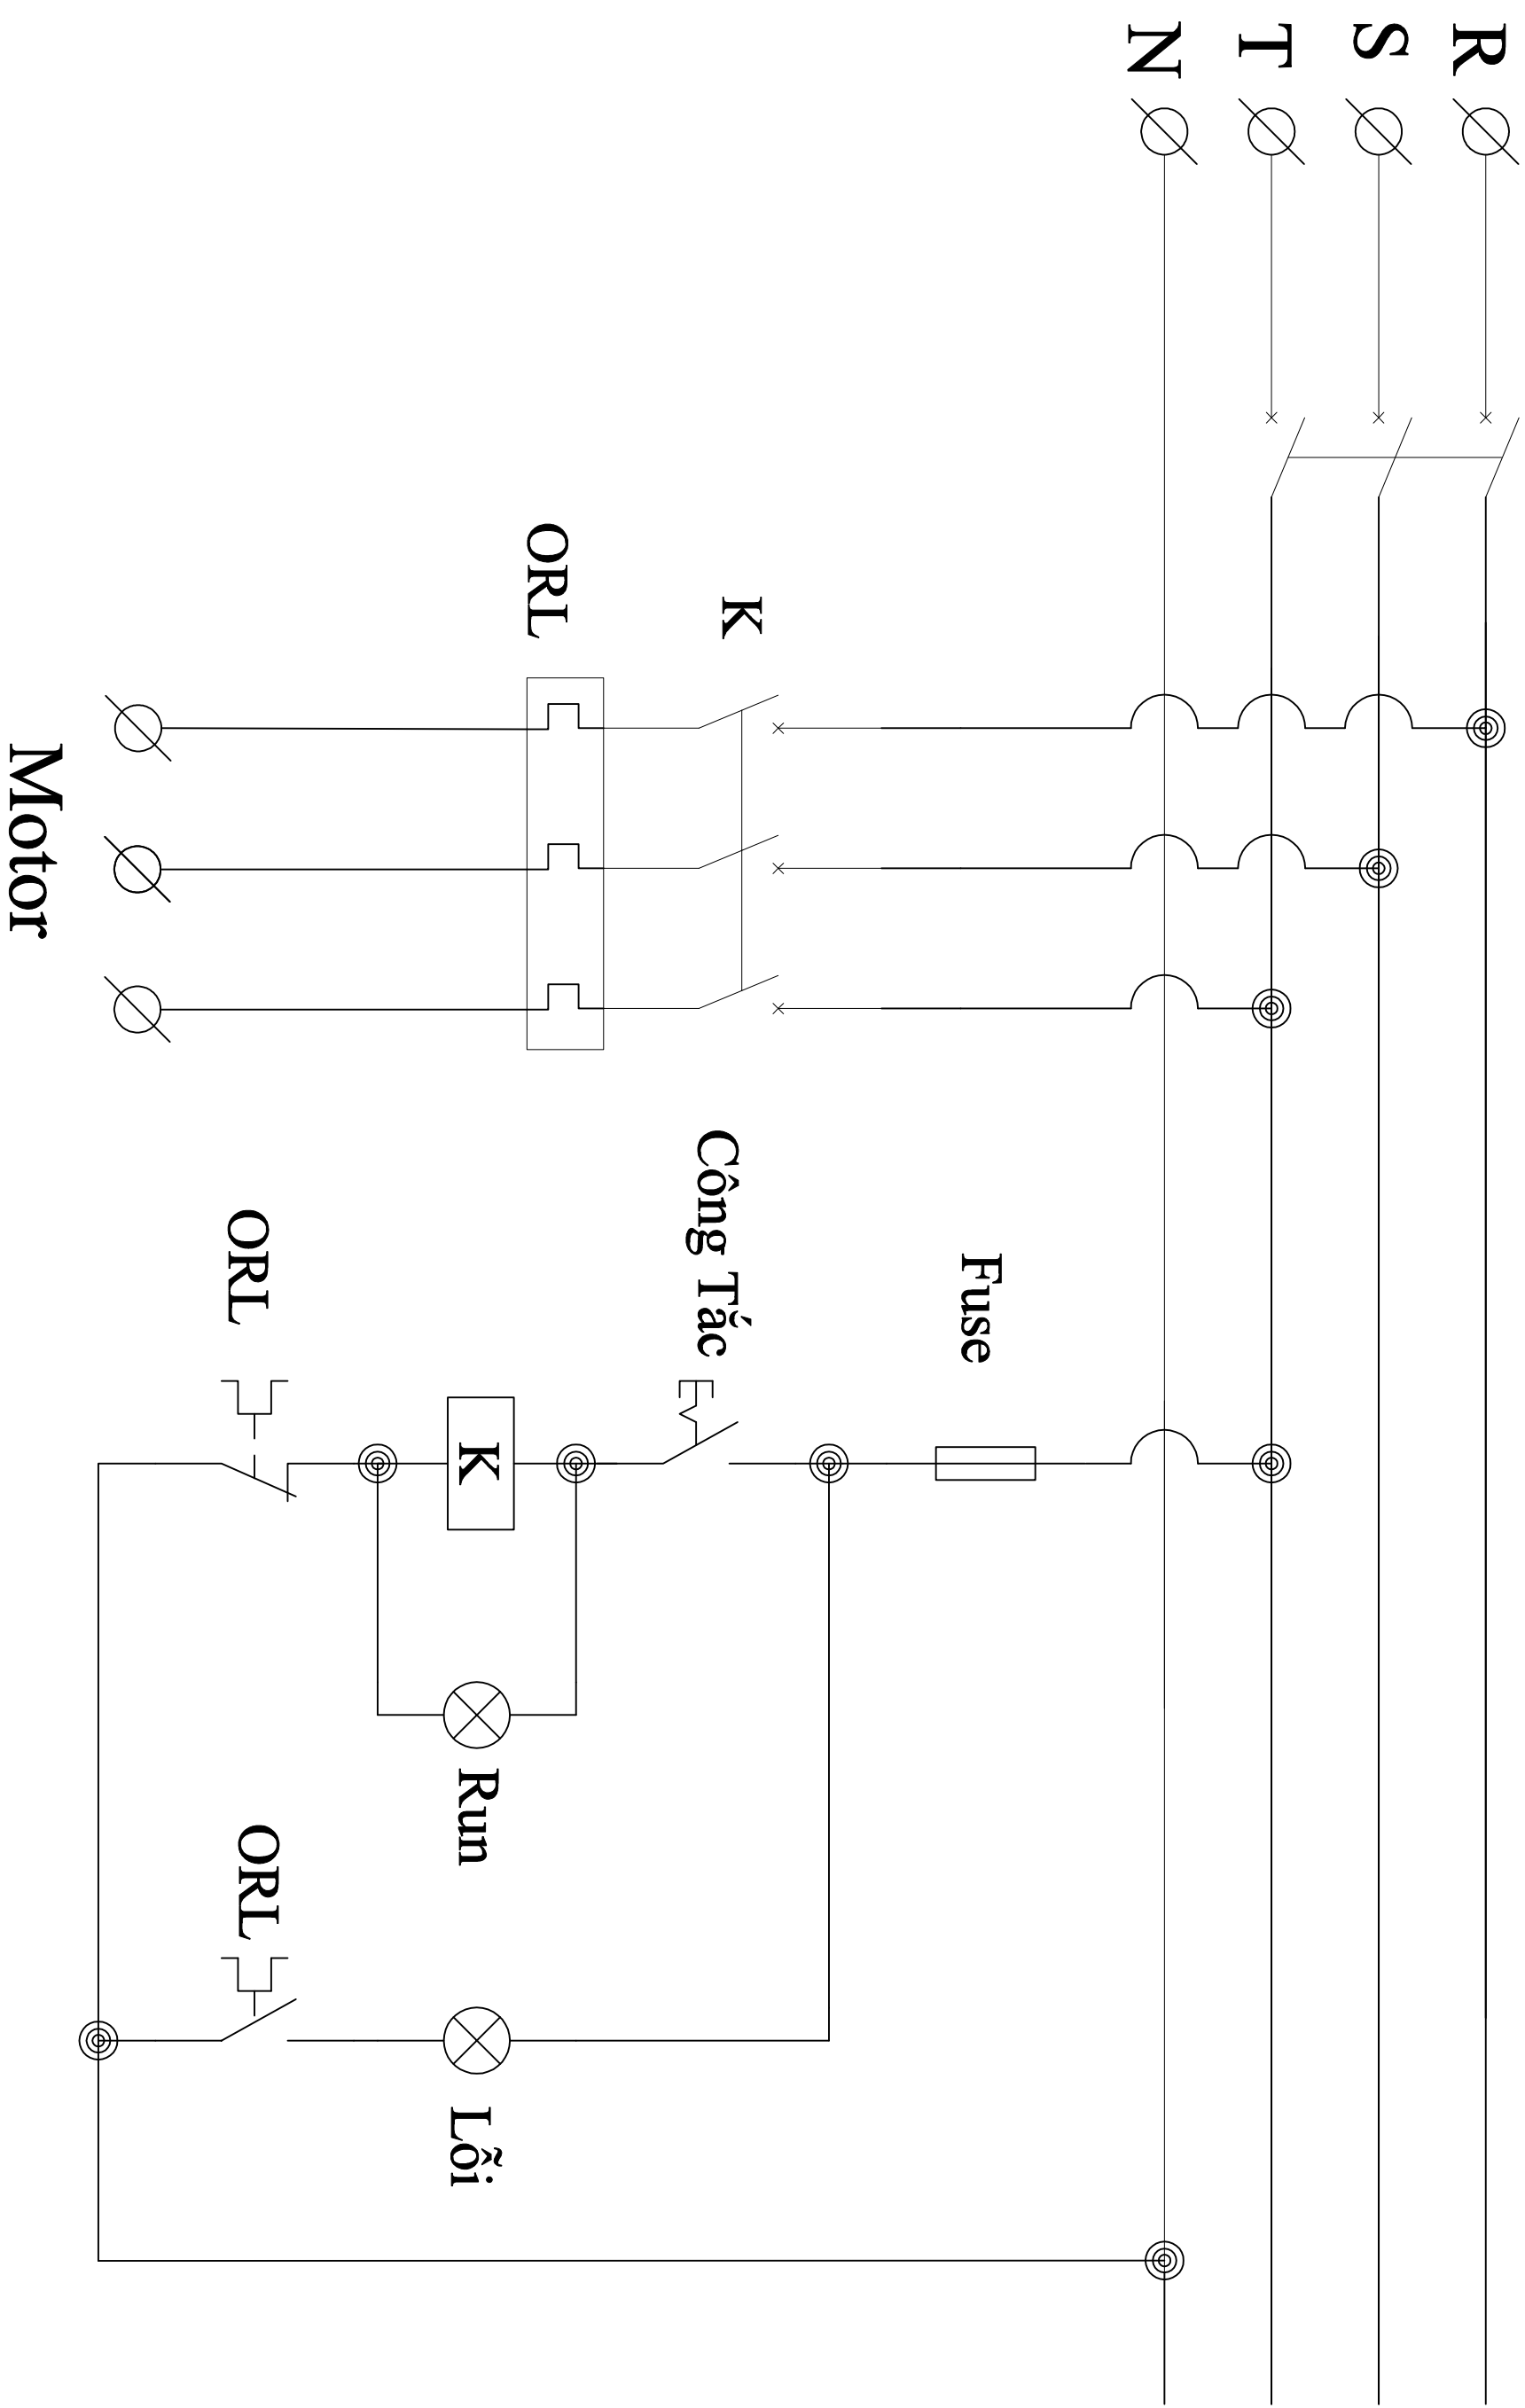 R
S
T
N
K
ORL
Motor
Fuse
Công Tắc
K
ORL
Run
ORL
Lỗi